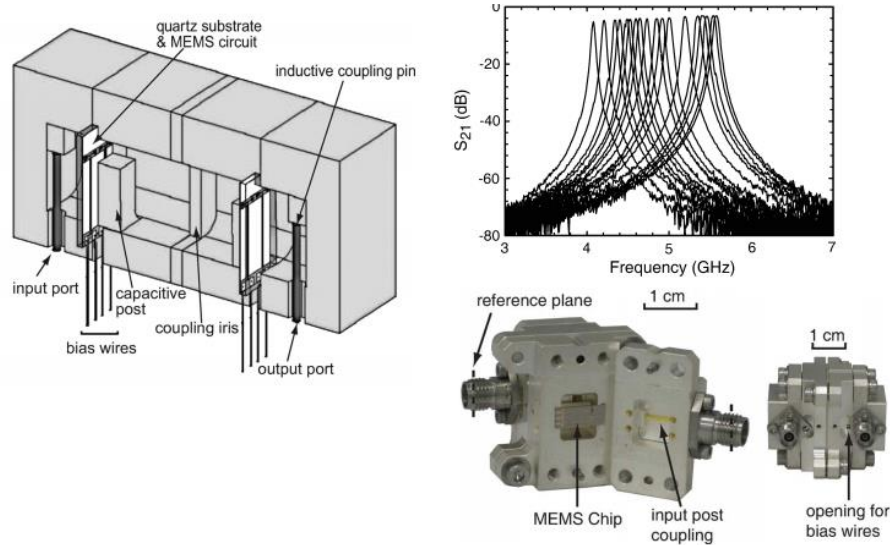 quartz substrate
& MEMS circuit
inductive coupling pin
input port
capacitive
post
coupling iris
bias wires
output port
0
-20
-40
-60
-80
S21 (dB)
3
4
5
6
7
Frequency (GHz)
reference plane
1 cm
1 cm
MEMS Chip
input post
coupling
opening for
bias wires